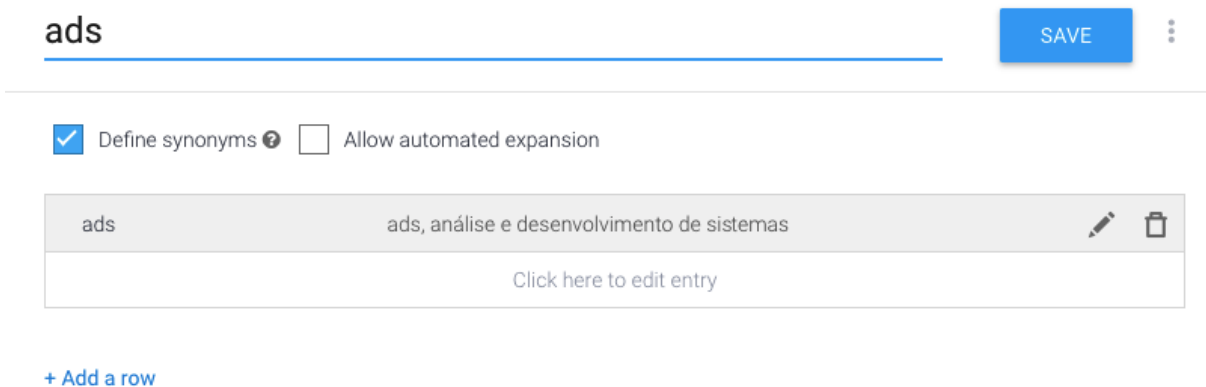 ads
SAVE
Define synonyms ? Allow automated expansion
ads ads, análise e desenvolvimento de sistemas
Click here to edit entry
+ Add a row